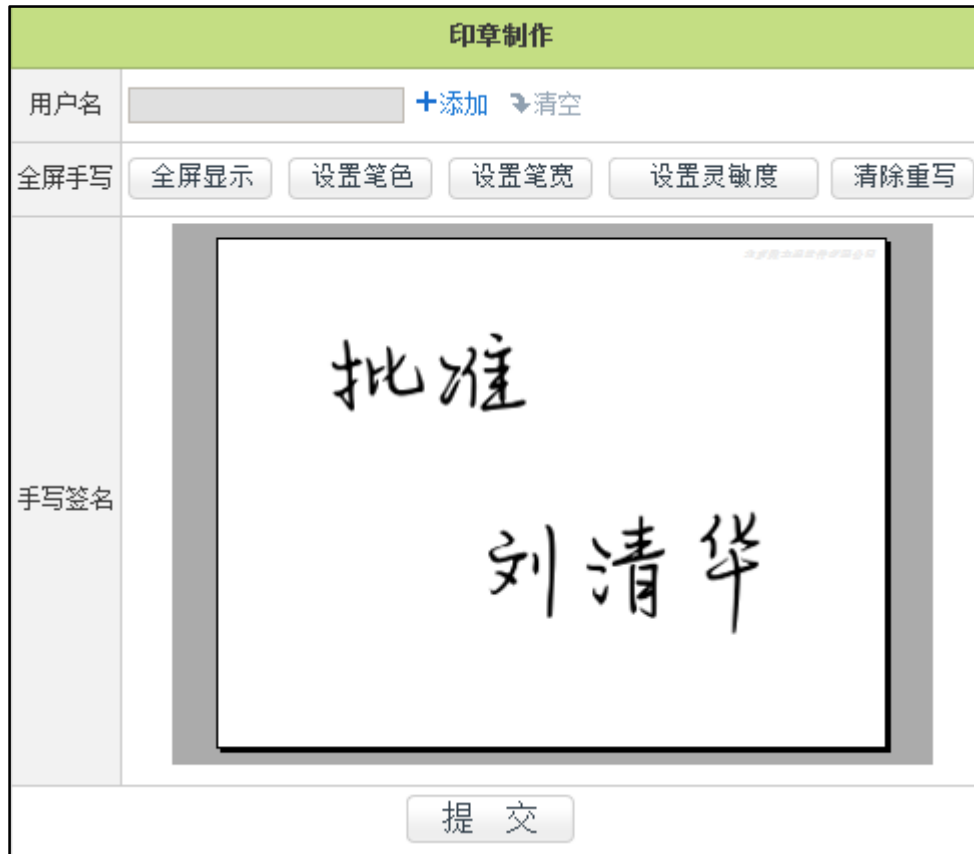 印章制作
用户名 +添加 清空
全屏手写 全屏显示 设置笔色 设置笔宽 设置灵敏度 清除重写
批准
手写签名
刘清华
提 交